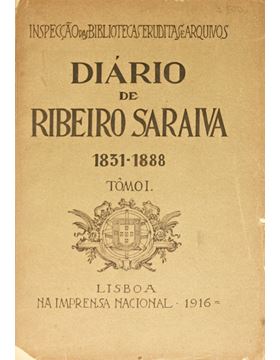 INSPECÇÃO DAS BIBLIOTECAS ERUDITAS E ARQUIVOS
DIÁRIO
DE
RIBEIRO SARAIVA
1831-1888
TÔMO I.
LISBOA
NA IMPRENSA NACIONAL · 1916